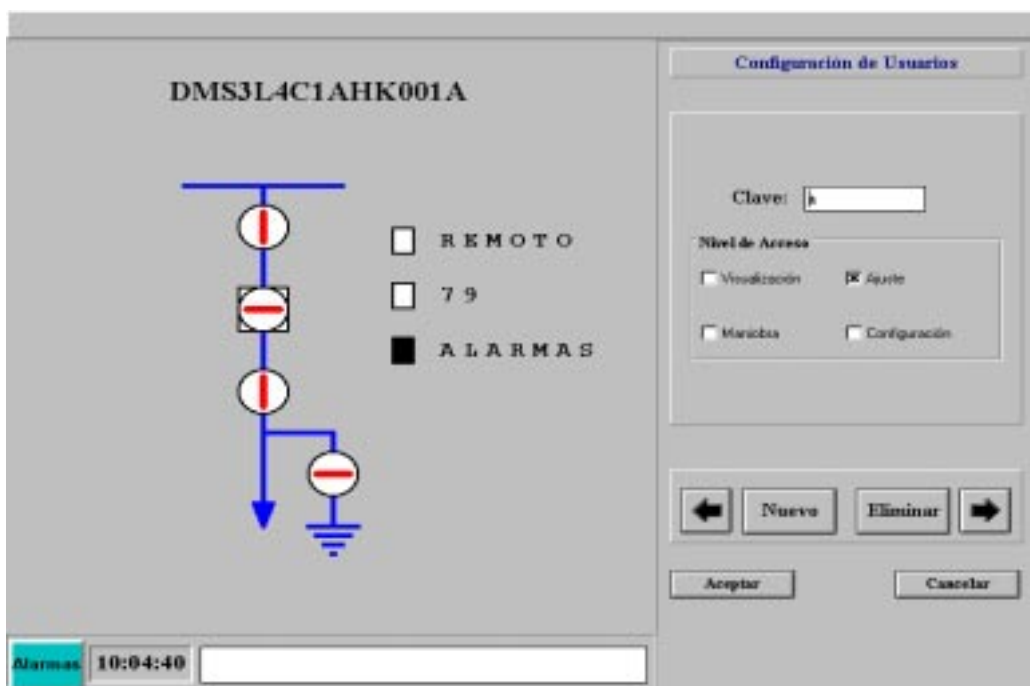 DMS3L4C1AHK001A
REMOTO
79
ALARMAS
Alarmas
10:04:40
Configuración de Usuarios
Clave:
Nivel de Acceso
Visualización
Ajuste
Maniobra
Configuración
Nuevo
Eliminar
Aceptar
Cancelar